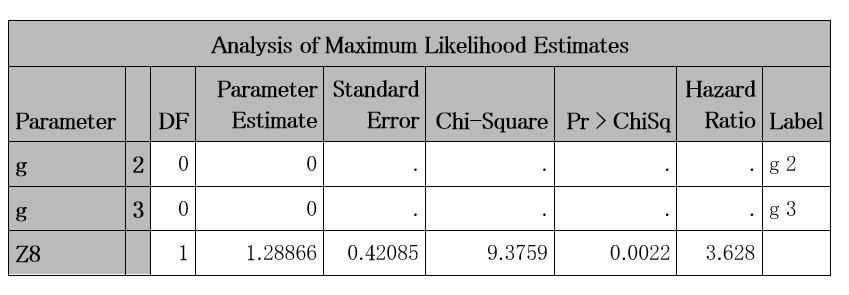 Analysis of Maximum Likelihood Estimates
Parameter DF Parameter Estimate Standard Error Chi-Square Pr > ChiSq Hazard Ratio Label
g 2 0 0 . . . . g 2
g 3 0 0 . . . . g 3
Z8 1 1.28866 0.42085 9.3759 0.0022 3.628